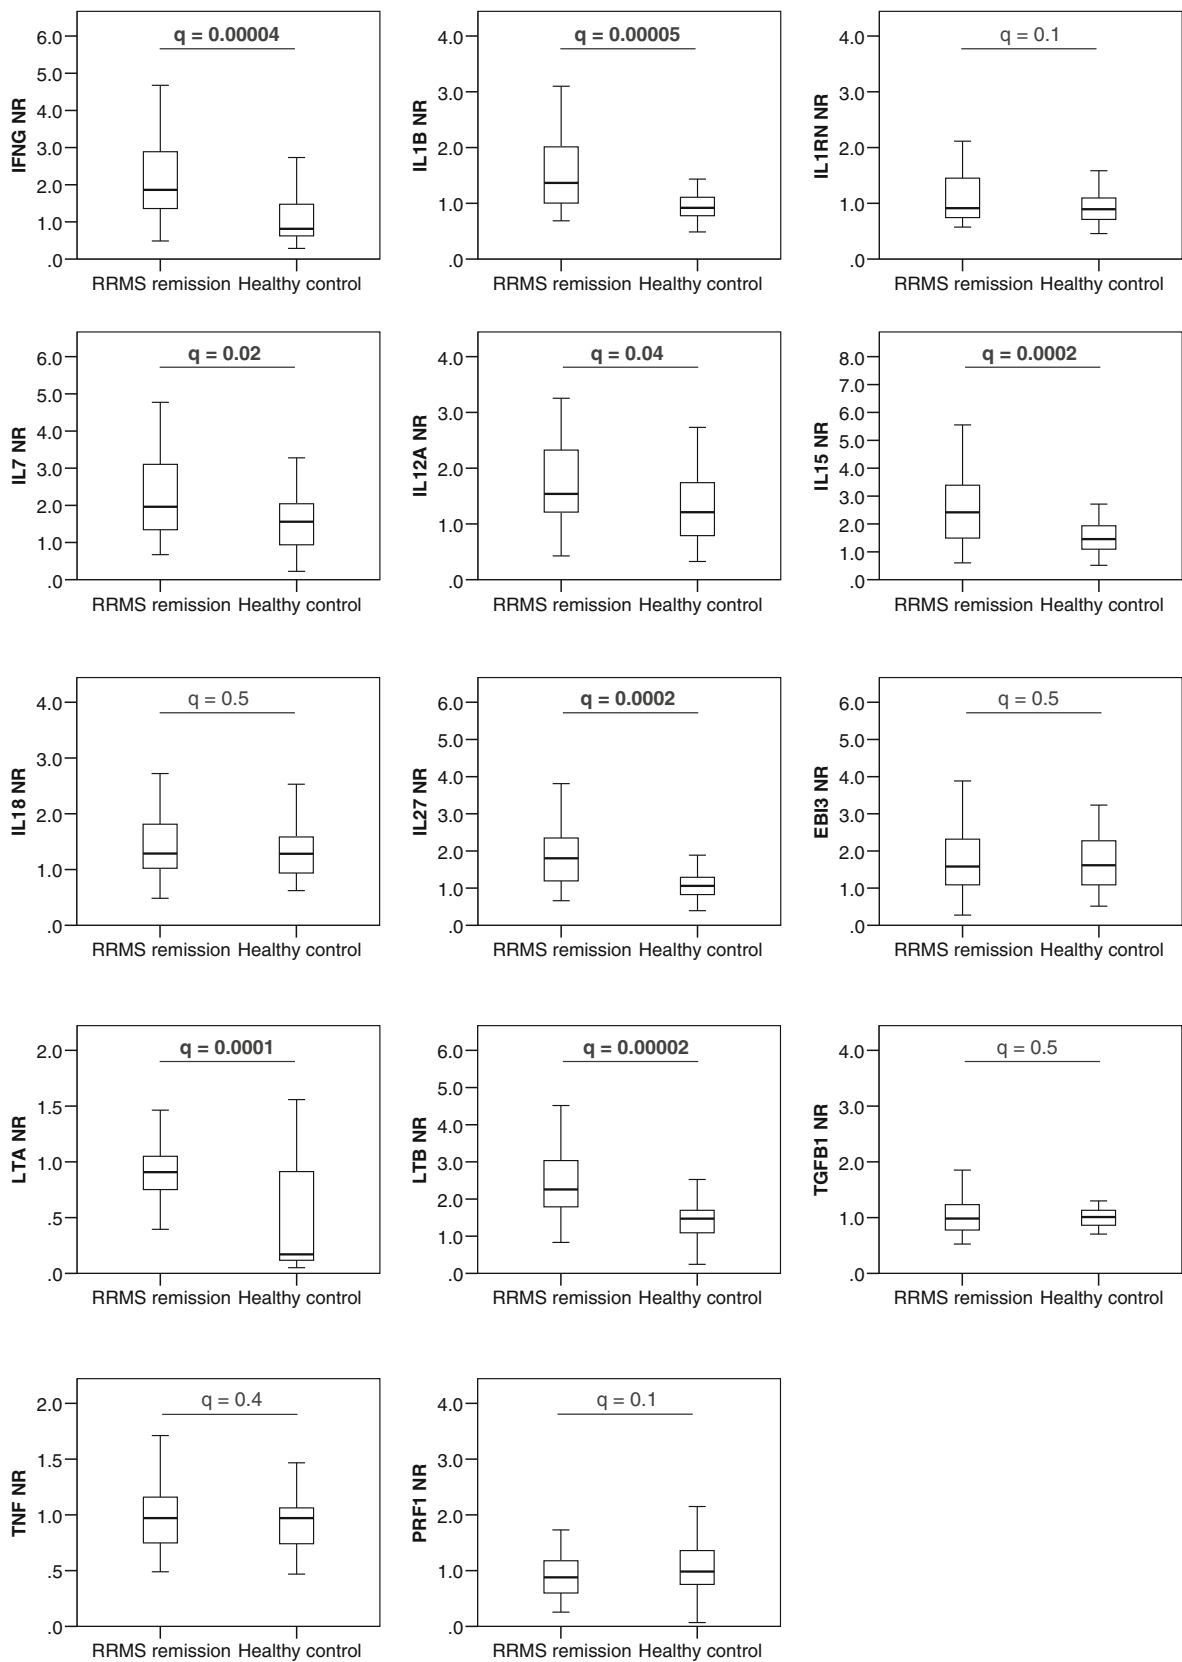 q = 0.00004
6.0
5.0
4.0
3.0
2.0
1.0
.0
IFNG NR
RRMS remission Healthy control
q = 0.00005
4.0
3.0
2.0
1.0
.0
IL1B NR
RRMS remission Healthy control
q = 0.1
4.0
3.0
2.0
1.0
.0
IL1RN NR
RRMS remission Healthy control
q = 0.02
6.0
5.0
4.0
3.0
2.0
1.0
.0
IL7 NR
RRMS remission Healthy control
q = 0.04
4.0
3.0
2.0
1.0
.0
IL12A NR
RRMS remission Healthy control
q = 0.0002
8.0
7.0
6.0
5.0
4.0
3.0
2.0
1.0
.0
IL15 NR
RRMS remission Healthy control
q = 0.5
4.0
3.0
2.0
1.0
.0
IL18 NR
RRMS remission Healthy control
q = 0.0002
6.0
5.0
4.0
3.0
2.0
1.0
.0
IL27 NR
RRMS remission Healthy control
q = 0.5
6.0
5.0
4.0
3.0
2.0
1.0
.0
EBI3 NR
RRMS remission Healthy control
q = 0.0001
2.0
1.5
1.0
.5
.0
LTA NR
RRMS remission Healthy control
q = 0.00002
6.0
5.0
4.0
3.0
2.0
1.0
.0
LTB NR
RRMS remission Healthy control
q = 0.5
4.0
3.0
2.0
1.0
.0
TGFB1 NR
RRMS remission Healthy control
q = 0.4
2.0
1.5
1.0
.5
.0
TNF NR
RRMS remission Healthy control
q = 0.1
4.0
3.0
2.0
1.0
.0
PRF1 NR
RRMS remission Healthy control